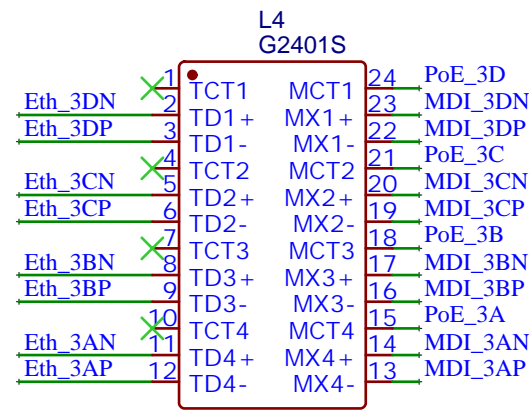 L4
G2401S
1 TCT1 MCT1 24 PoE_3D
Eth_3DN 2 TD1+ MX1+ 23 MDI_3DN
Eth_3DP 3 TD1- MX1- 22 MDI_3DP
4 TCT2 MCT2 21 PoE_3C
Eth_3CN 5 TD2+ MX2+ 20 MDI_3CN
Eth_3CP 6 TD2- MX2- 19 MDI_3CP
7 TCT3 MCT3 18 PoE_3B
Eth_3BN 8 TD3+ MX3+ 17 MDI_3BN
Eth_3BP 9 TD3- MX3- 16 MDI_3BP
10 TCT4 MCT4 15 PoE_3A
Eth_3AN 11 TD4+ MX4+ 14 MDI_3AN
Eth_3AP 12 TD4- MX4- 13 MDI_3AP